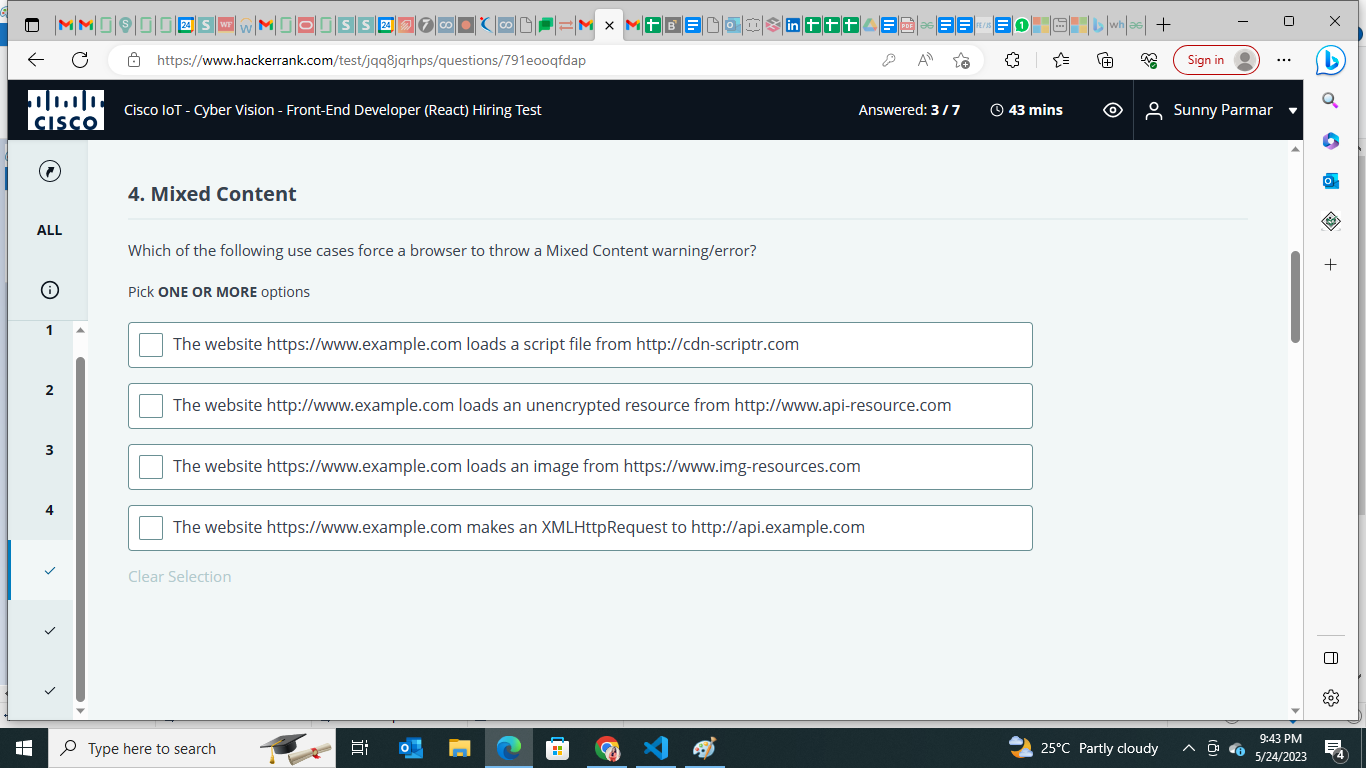 https://www.hackerrank.com/test/jqq8jqrhps/questions/791eooqfdap
Sign in
CISCO
Cisco IoT - Cyber Vision - Front-End Developer (React) Hiring Test
Answered: 3 / 7
43 mins
Sunny Parmar
ALL
1
2
3
4
4. Mixed Content
Which of the following use cases force a browser to throw a Mixed Content warning/error?
Pick ONE OR MORE options
The website https://www.example.com loads a script file from http://cdn-scriptr.com
The website http://www.example.com loads an unencrypted resource from http://www.api-resource.com
The website https://www.example.com loads an image from https://www.img-resources.com
The website https://www.example.com makes an XMLHttpRequest to http://api.example.com
Clear Selection
Type here to search
25°C Partly cloudy
9:43 PM
5/24/2023
4